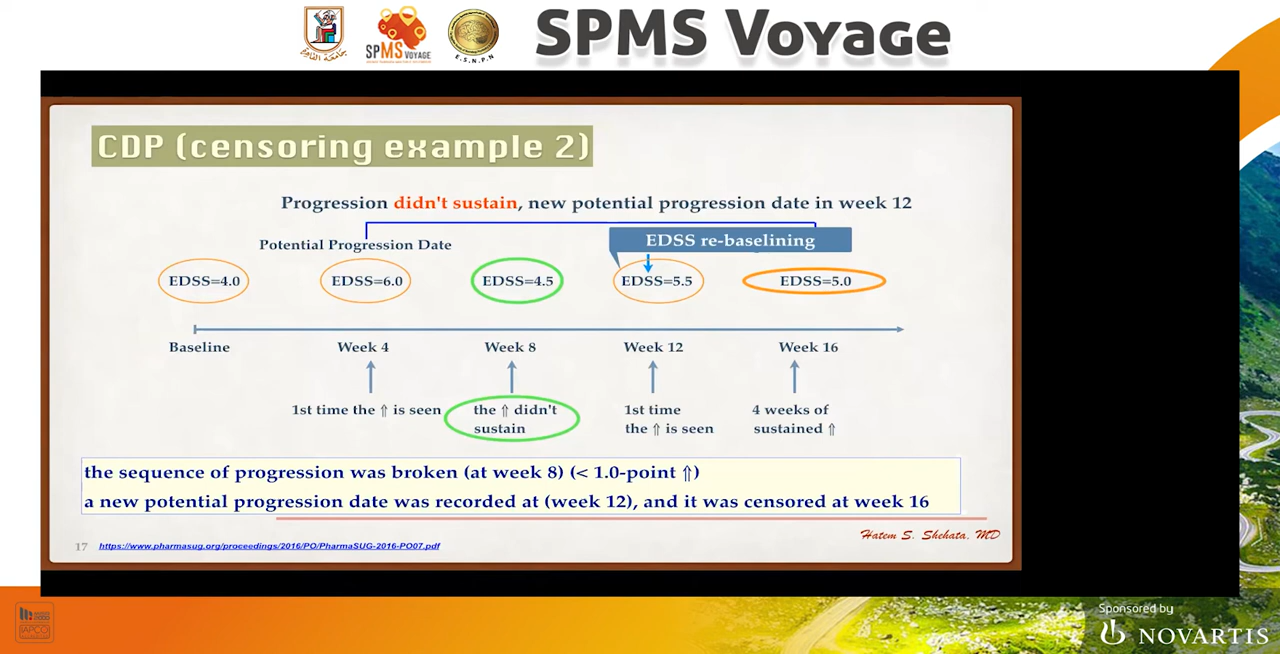 SPMS Voyage
جامعة القاهرة
SPMS VOYAGE
E.S.N.P.N
CDP (censoring example 2)
Progression didn't sustain, new potential progression date in week 12
Potential Progression Date
EDSS re-baselining
EDSS=4.0 EDSS=6.0 EDSS=4.5 EDSS=5.5 EDSS=5.0
Baseline Week 4 Week 8 Week 12 Week 16
1st time the ⇑ is seen
the ⇑ didn't
sustain
1st time
the ⇑ is seen
4 weeks of
sustained ⇑
the sequence of progression was broken (at week 8) (< 1.0-point ⇑)
a new potential progression date was recorded at (week 12), and it was censored at week 16
17 https://www.pharmasug.org/proceedings/2016/PO/PharmaSUG-2016-PO07.pdf
Hatem S. Shehata, MD
Sponsored by
NOVARTIS